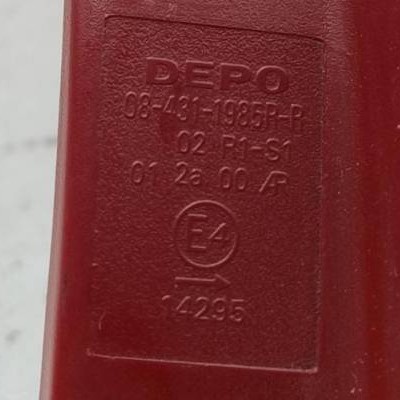 DEPO
08-431-1985R-R
02 R1-S1
01 2a 00 AR
E4
→
14295